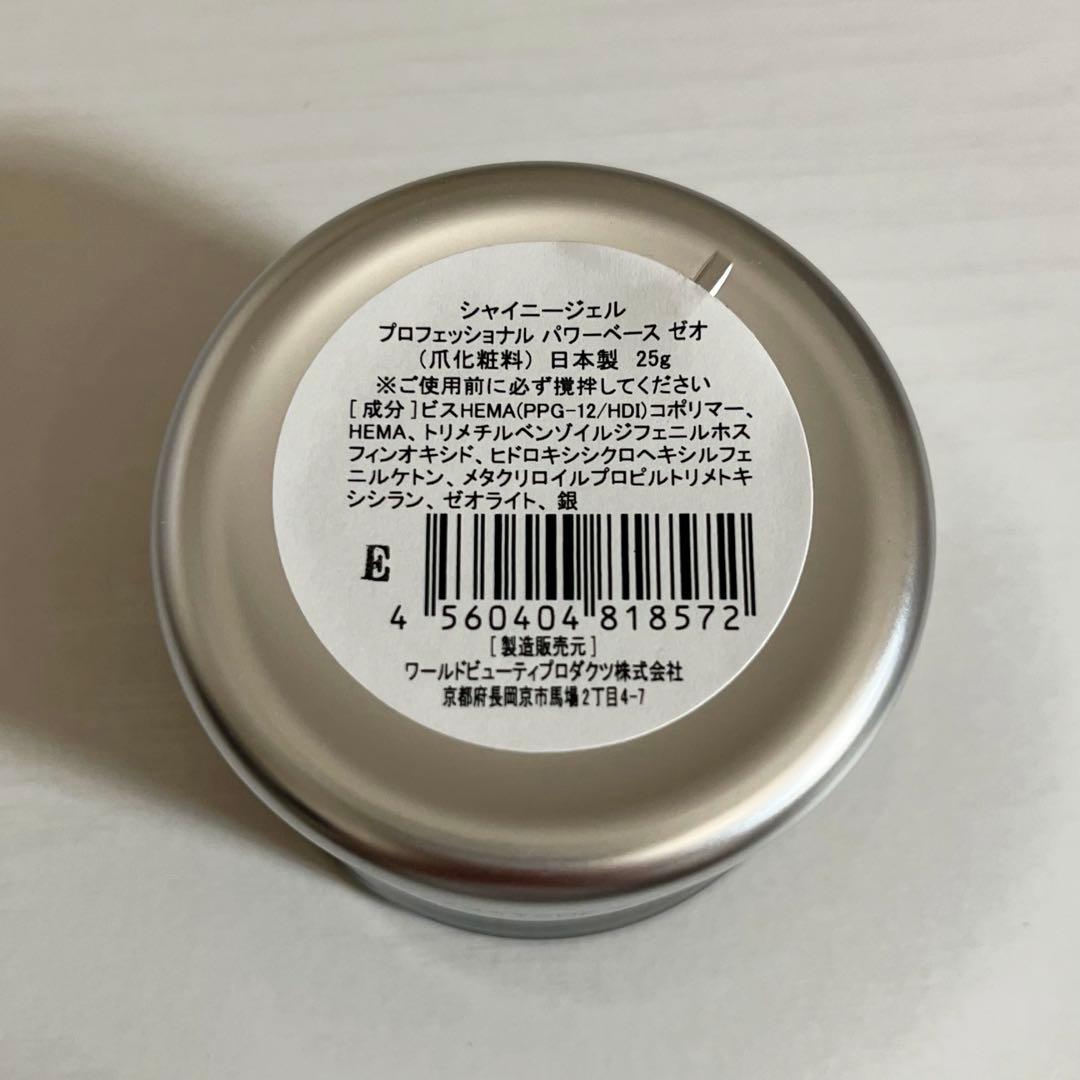 シャイニージェル
プロフェッショナル パワーベース ゼオ
（爪化粧料）日本製 25g
※ご使用前に必ず撹拌してください
[成分]ビスHEMA(PPG-12/HDI)コポリマー、
HEMA、トリメチルベンゾイルジフェニルホス
フィンオキシド、ヒドロキシシクロヘキシルフェ
ニルケトン、メタクリロイルプロピルトリメトキ
シシラン、ゼオライト、銀
E
4 560404 818572
[製造販売元]
ワールドビューティプロダクツ株式会社
京都府長岡京市馬場2丁目4-7